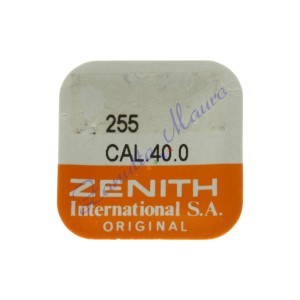 255
CAL.40.0
ZENITH
International S.A.
ORIGINAL